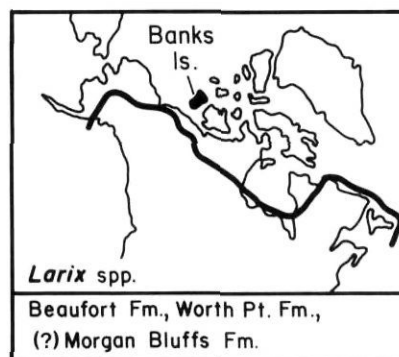 Banks
Is.
Larix spp.
Beaufort Fm., Worth Pt. Fm.,
(?) Morgan Bluffs Fm.